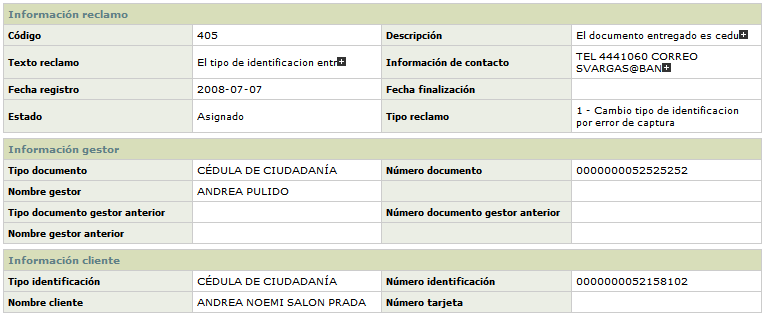 Información reclamo
Código 405 Descripción El documento entregado es cedu
Texto reclamo El tipo de identificacion entr Información de contacto TEL 4441060 CORREO
SVARGAS@BAN
Fecha registro 2008-07-07 Fecha finalización
Estado Asignado Tipo reclamo 1 - Cambio tipo de identificacion
por error de captura
Información gestor
Tipo documento CÉDULA DE CIUDADANÍA Número documento 0000000052525252
Nombre gestor ANDREA PULIDO
Tipo documento gestor anterior Número documento gestor anterior
Nombre gestor anterior
Información cliente
Tipo identificación CÉDULA DE CIUDADANÍA Número identificación 0000000052158102
Nombre cliente ANDREA NOEMI SALON PRADA Número tarjeta